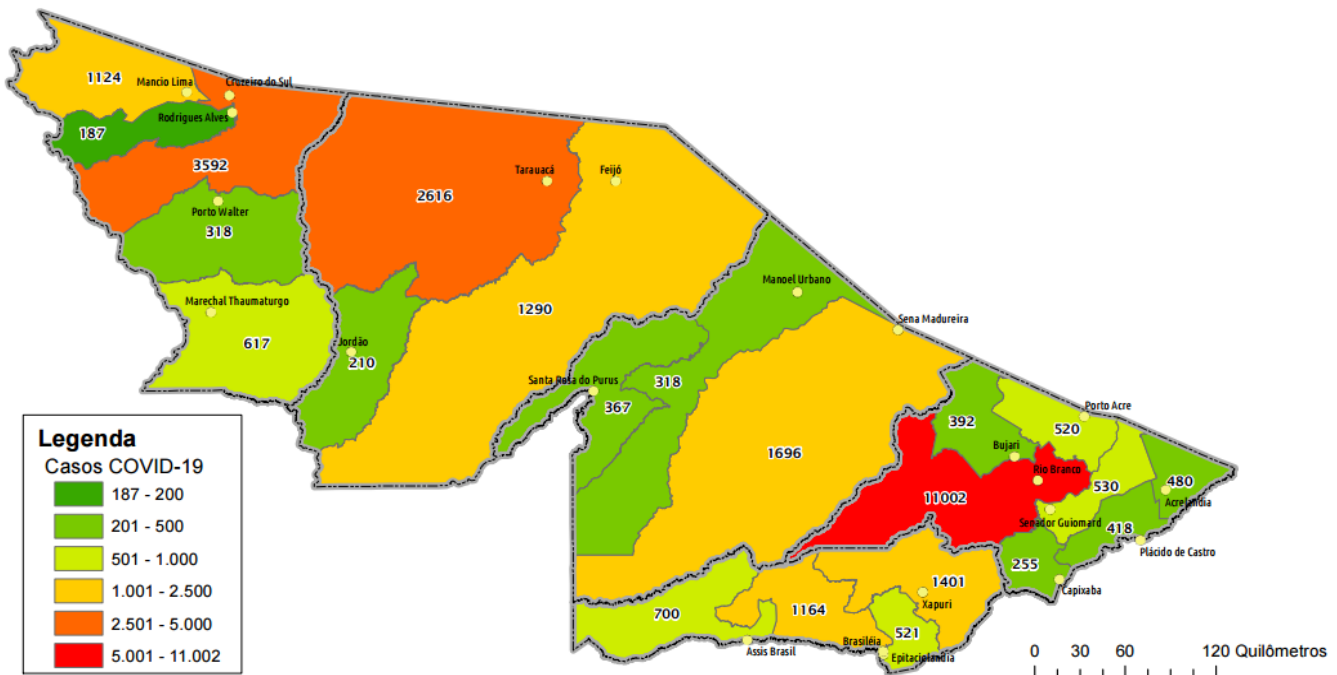 1124
Mancio Lima
Cruzeiro do Sul
Rodrigues Alves
187
3592
Tarauacá
Feijó
2616
Porto Walter
318
Manoel Urbano
Marechal Thaumaturgo
1290
Sena Madureira
617
Jordão
210
Santa Rosa do Purus
318
367
392
Porto Acre
520
Bujari
1696
Rio Branco
530
480
11002
Acrelandia
Senador Guiomard
418
Plácido de Castro
255
Capixaba
1401
Xapuri
700
1164
521
Brasiléia
Assis Brasil
Epitaciolandia
Legenda
Casos COVID-19
187 - 200
201 - 500
501 - 1.000
1.001 - 2.500
2.501 - 5.000
5.001 - 11.002
0 30 60 120 Quilômetros